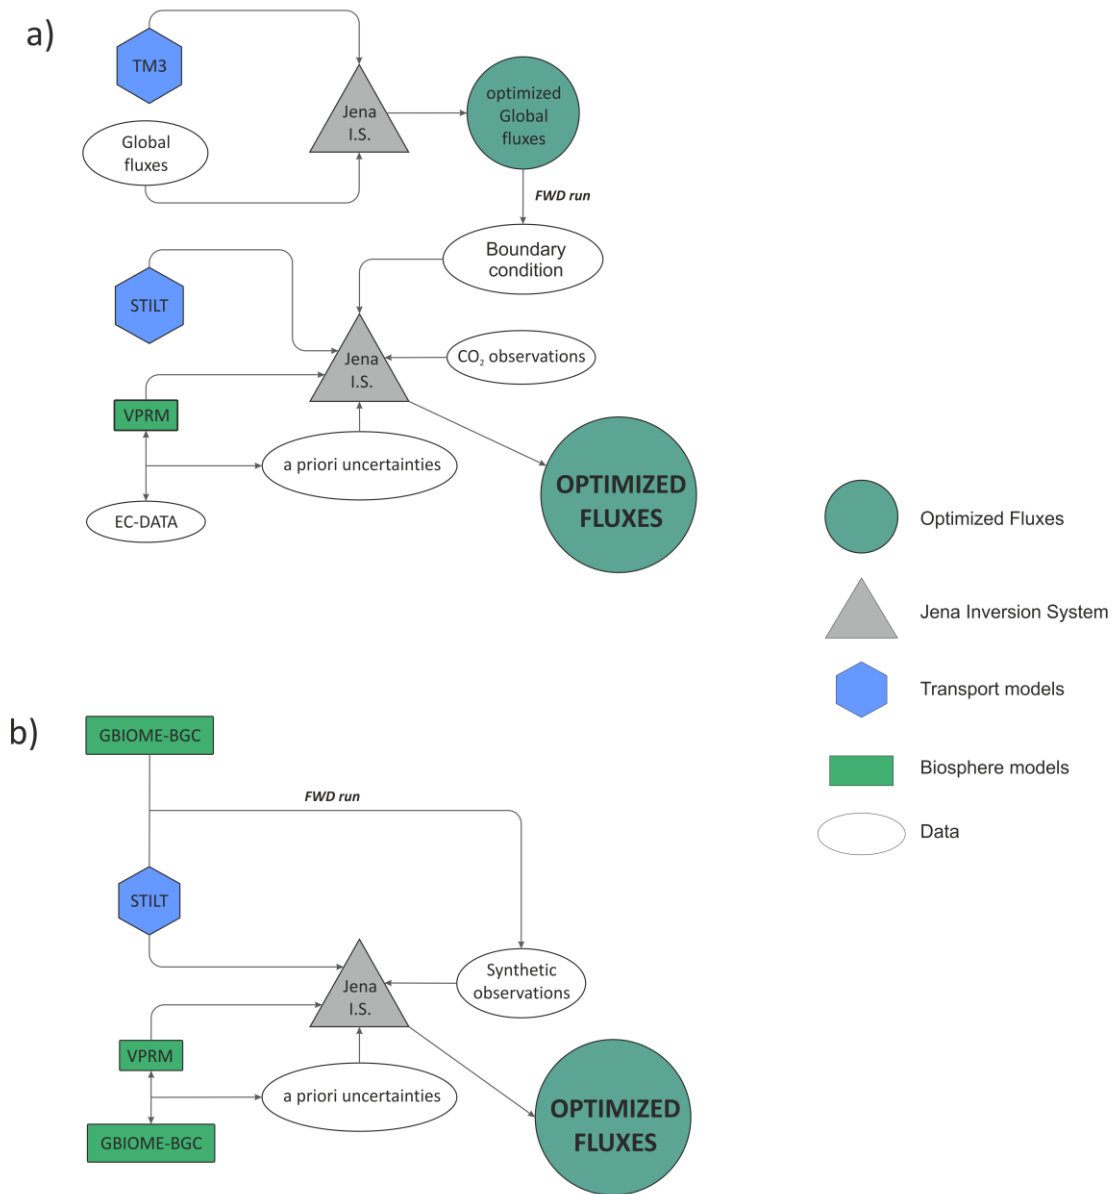 a)
TM3
Global
fluxes
Jena
I.S.
optimized
Global
fluxes
FWD run
Boundary
condition
STILT
Jena
I.S.
CO₂ observations
VPRM
a priori uncertainties
EC-DATA
OPTIMIZED
FLUXES
Optimized Fluxes
Jena Inversion System
Transport models
Biosphere models
Data
b)
GBIOME-BGC
FWD run
STILT
Jena
I.S.
Synthetic
observations
VPRM
a priori uncertainties
GBIOME-BGC
OPTIMIZED
FLUXES